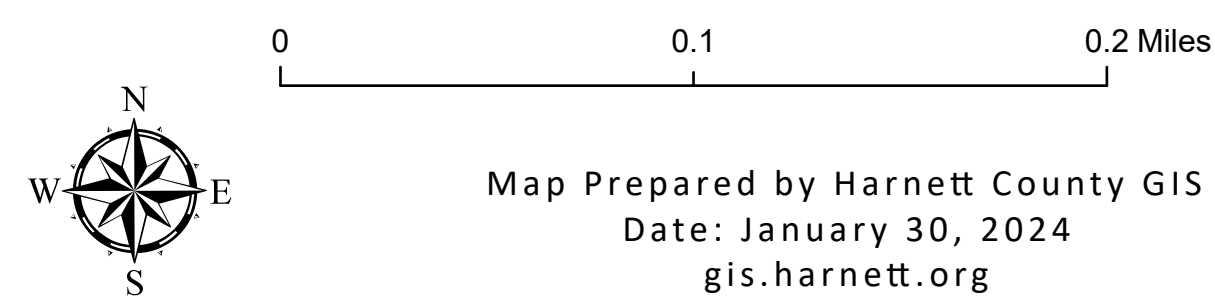 0 0.1 0.2 Miles
N
W E
S
Map Prepared by Harnett County GIS
Date: January 30, 2024
gis.harnett.org